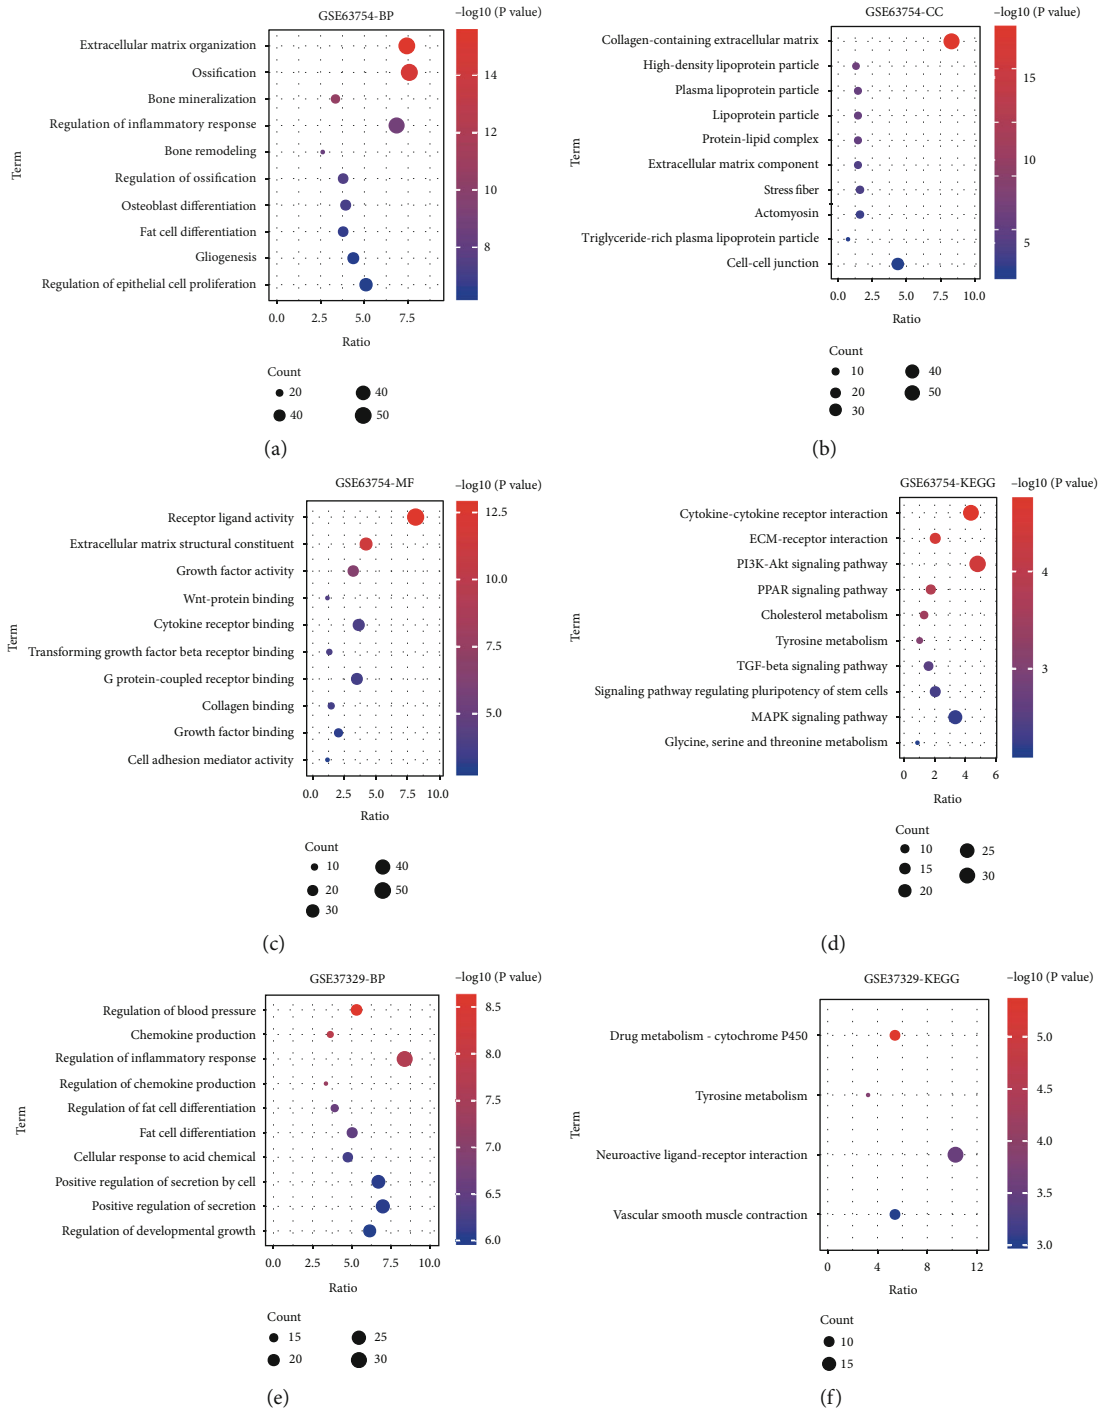 GSE63754-BP
–log10 (P value)
Extracellular matrix organization
Ossification
Bone mineralization
Regulation of inflammatory response
Bone remodeling
Regulation of ossification
Osteoblast differentiation
Fat cell differentiation
Gliogenesis
Regulation of epithelial cell proliferation
Term
14
12
10
8
0.0 2.5 5.0 7.5
Ratio
Count
20 40
40 50
(a)
GSE63754-CC
–log10 (P value)
Collagen-containing extracellular matrix
High-density lipoprotein particle
Plasma lipoprotein particle
Lipoprotein particle
Protein-lipid complex
Extracellular matrix component
Stress fiber
Actomyosin
Triglyceride-rich plasma lipoprotein particle
Cell-cell junction
Term
15
10
5
0.0 2.5 5.0 7.5 10.0
Ratio
Count
10 40
20 50
30
(b)
GSE63754-MF
–log10 (P value)
Receptor ligand activity
Extracellular matrix structural constituent
Growth factor activity
Wnt-protein binding
Cytokine receptor binding
Transforming growth factor beta receptor binding
G protein-coupled receptor binding
Collagen binding
Growth factor binding
Cell adhesion mediator activity
Term
12.5
10.0
7.5
5.0
0.0 2.5 5.0 7.5 10.0
Ratio
Count
10 40
20 50
30
(c)
GSE63754-KEGG
–log10 (P value)
Cytokine-cytokine receptor interaction
ECM-receptor interaction
PI3K-Akt signaling pathway
PPAR signaling pathway
Cholesterol metabolism
Tyrosine metabolism
TGF-beta signaling pathway
Signaling pathway regulating pluripotency of stem cells
MAPK signaling pathway
Glycine, serine and threonine metabolism
Term
4
3
0 2 4 6
Ratio
Count
10 25
15 30
20
(d)
GSE37329-BP
–log10 (P value)
Regulation of blood pressure
Chemokine production
Regulation of inflammatory response
Regulation of chemokine production
Regulation of fat cell differentiation
Fat cell differentiation
Cellular response to acid chemical
Positive regulation of secretion by cell
Positive regulation of secretion
Regulation of developmental growth
Term
8.5
8.0
7.5
7.0
6.5
6.0
0.0 2.5 5.0 7.5 10.0
Ratio
Count
15 25
20 30
(e)
GSE37329-KEGG
–log10 (P value)
Drug metabolism - cytochrome P450
Tyrosine metabolism
Neuroactive ligand-receptor interaction
Vascular smooth muscle contraction
Term
5.0
4.5
4.0
3.5
3.0
0 4 8 12
Ratio
Count
10
15
(f)